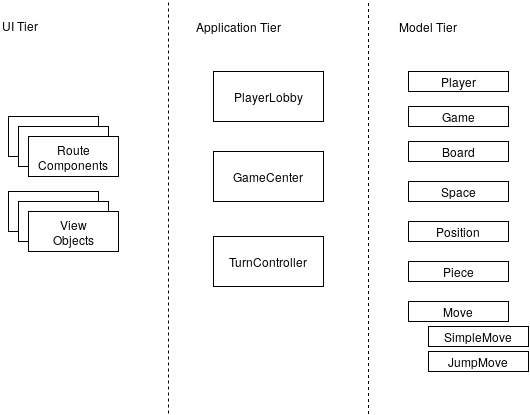 UI Tier
Route
Components
View
Objects
Application Tier
PlayerLobby
GameCenter
TurnController
Model Tier
Player
Game
Board
Space
Position
Piece
Move
SimpleMove
JumpMove